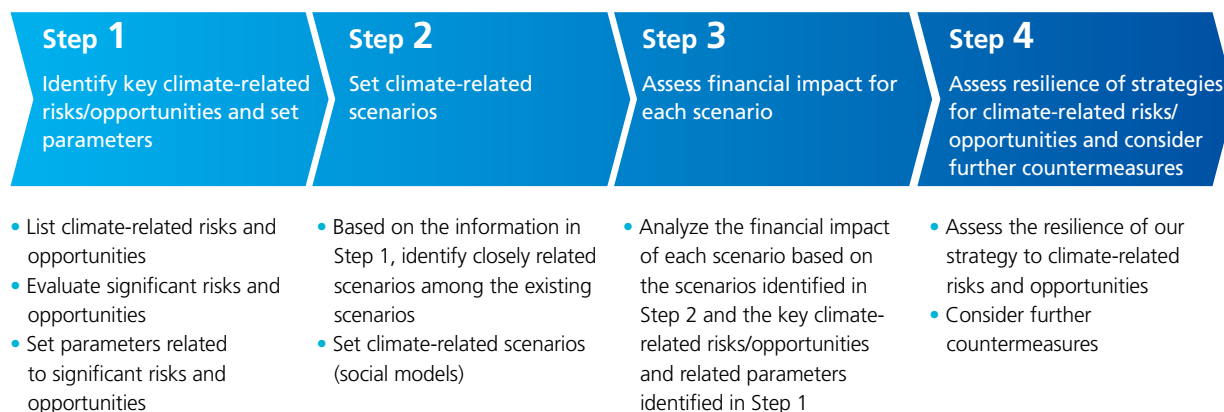 Step 1
Identify key climate-related
risks/opportunities and set
parameters
Step 2
Set climate-related
scenarios
Step 3
Assess financial impact for
each scenario
Step 4
Assess resilience of strategies
for climate-related risks/
opportunities and consider
further countermeasures
• List climate-related risks and
opportunities
• Evaluate significant risks and
opportunities
• Set parameters related
to significant risks and
opportunities
• Based on the information in
Step 1, identify closely related
scenarios among the existing
scenarios
• Set climate-related scenarios
(social models)
• Analyze the financial impact
of each scenario based on
the scenarios identified in
Step 2 and the key climate-
related risks/opportunities
and related parameters
identified in Step 1
• Assess the resilience of our
strategy to climate-related
risks and opportunities
• Consider further
countermeasures